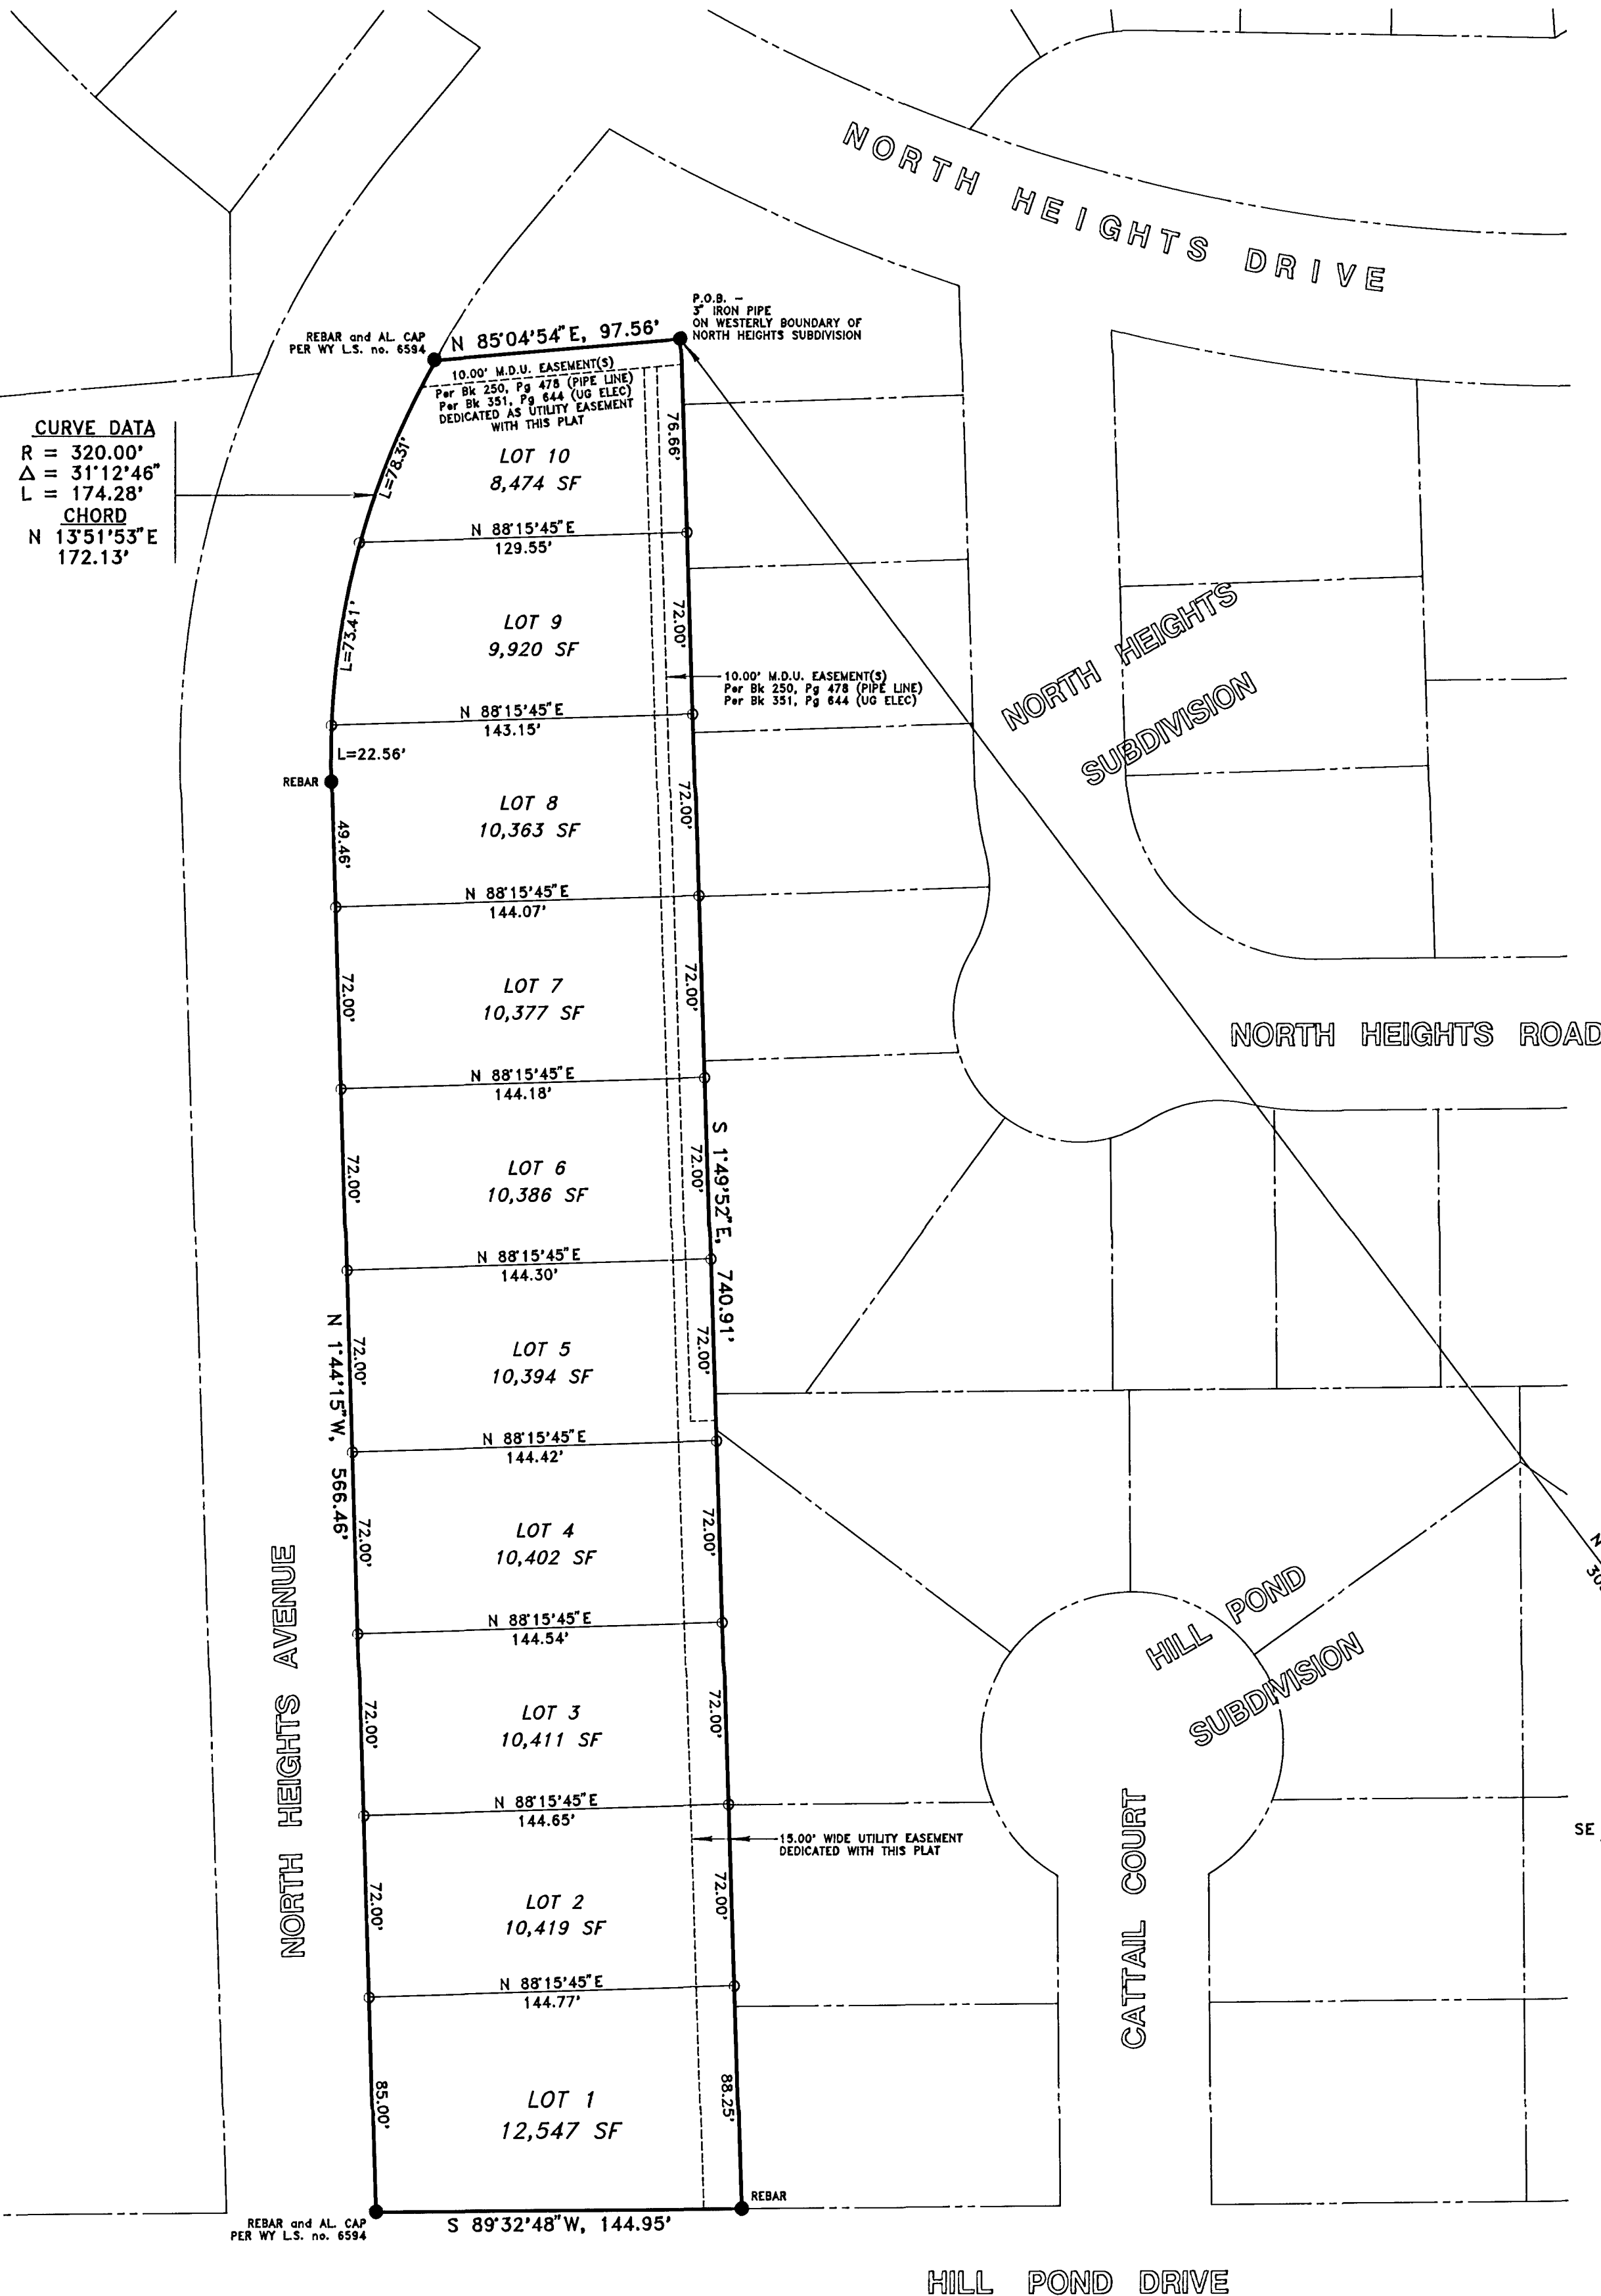 NORTH HEIGHTS DRIVE
P.O.B. –
3" IRON PIPE
ON WESTERLY BOUNDARY OF
NORTH HEIGHTS SUBDIVISION
REBAR and AL. CAP
PER WY L.S. no. 6594
N 85°04'54"E, 97.56'
10.00' M.D.U. EASEMENT(S)
Per Bk 250, Pg 478 (PIPE LINE)
Per Bk 351, Pg 644 (UG ELEC)
DEDICATED AS UTILITY EASEMENT
WITH THIS PLAT
CURVE DATA
R = 320.00'
Δ = 31°12'46"
L = 174.28'
CHORD
N 13°51'53"E
172.13'
L=78.31'
76.66'
LOT 10
8,474 SF
N 88°15'45"E
129.55'
L=73.41'
LOT 9
9,920 SF
72.00'
10.00' M.D.U. EASEMENT(S)
Per Bk 250, Pg 478 (PIPE LINE)
Per Bk 351, Pg 644 (UG ELEC)
NORTH HEIGHTS
SUBDIVISION
N 88°15'45"E
143.15'
L=22.56'
REBAR
LOT 8
10,363 SF
72.00'
49.46'
N 88°15'45"E
144.07'
LOT 7
10,377 SF
72.00'
72.00'
NORTH HEIGHTS ROAD
N 88°15'45"E
144.18'
LOT 6
10,386 SF
72.00'
72.00'
S 1°49'52"E, 740.91'
N 88°15'45"E
144.30'
LOT 5
10,394 SF
72.00'
72.00'
N 1°44'15"W, 566.46'
N 88°15'45"E
144.42'
LOT 4
10,402 SF
72.00'
72.00'
N 88°15'45"E
144.54'
HILL POND
SUBDIVISION
NORTH HEIGHTS AVENUE
LOT 3
10,411 SF
72.00'
72.00'
N 88°15'45"E
144.65'
15.00' WIDE UTILITY EASEMENT
DEDICATED WITH THIS PLAT
SE
LOT 2
10,419 SF
72.00'
72.00'
CATTAIL COURT
N 88°15'45"E
144.77'
LOT 1
12,547 SF
85.00'
88.25'
REBAR
REBAR and AL. CAP
PER WY L.S. no. 6594
S 89°32'48"W, 144.95'
HILL POND DRIVE